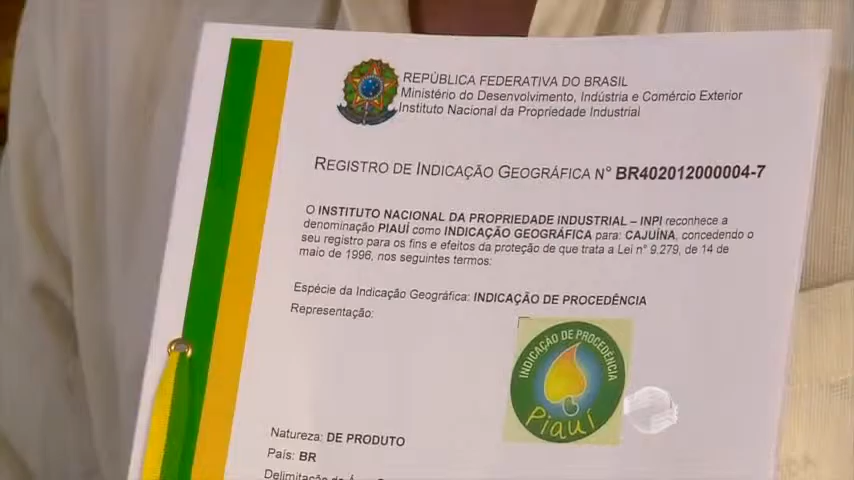 REPÚBLICA FEDERATIVA DO BRASIL
Ministério do Desenvolvimento, Indústria e Comércio Exterior
Instituto Nacional da Propriedade Industrial
REGISTRO DE INDICAÇÃO GEOGRÁFICA N° BR402012000004-7
O INSTITUTO NACIONAL DA PROPRIEDADE INDUSTRIAL – INPI reconhece a
denominação PIAUÍ como INDICAÇÃO GEOGRÁFICA para: CAJUÍNA, concedendo o
seu registro para os fins e efeitos da proteção de que trata a Lei n° 9.279, de 14 de
maio de 1996, nos seguintes termos:
Espécie da Indicação Geográfica: INDICAÇÃO DE PROCEDÊNCIA
Representação:
INDICAÇÃO DE PROCEDÊNCIA
Piauí
Natureza: DE PRODUTO
País: BR
Delimitação